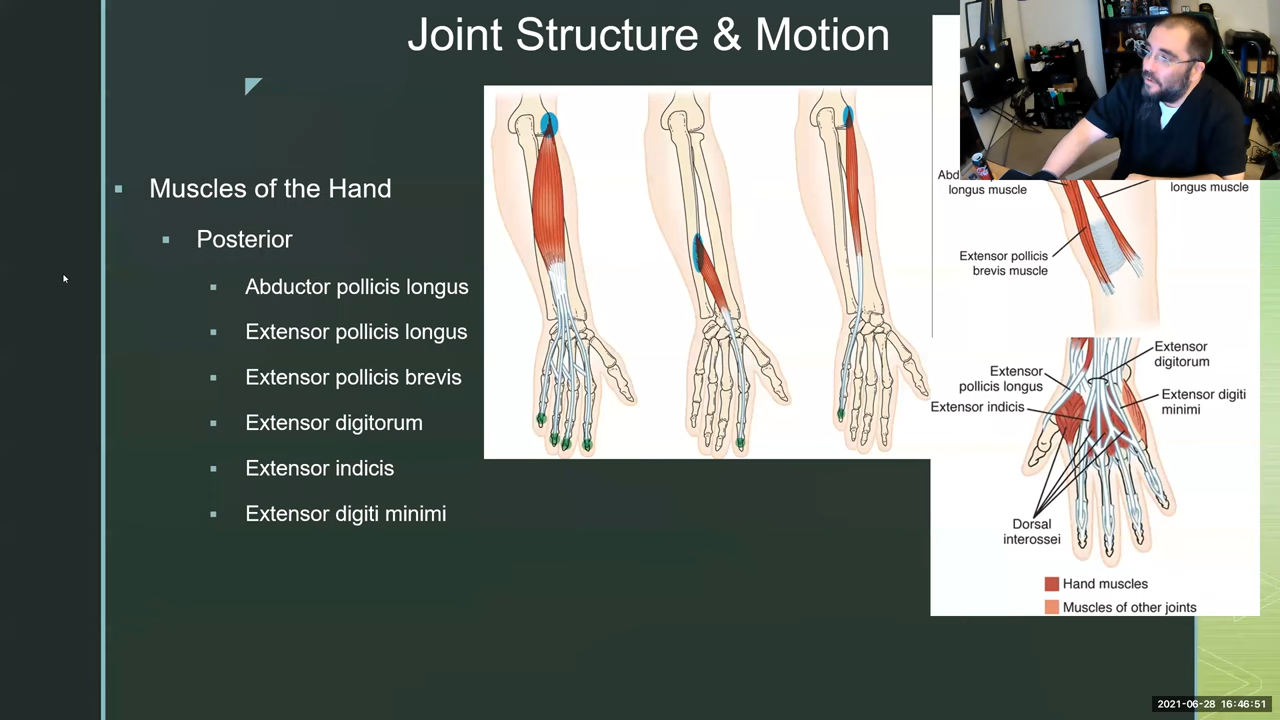 Joint Structure & Motion
Muscles of the Hand
Posterior
Abductor pollicis longus
Extensor pollicis longus
Extensor pollicis brevis
Extensor digitorum
Extensor indicis
Extensor digiti minimi
longus muscle
longus muscle
Extensor pollicis
brevis muscle
Extensor
digitorum
Extensor
pollicis longus
Extensor digiti
minimi
Extensor indicis
Dorsal
interossei
Hand muscles
Muscles of other joints
2021-06-28 16:46:51